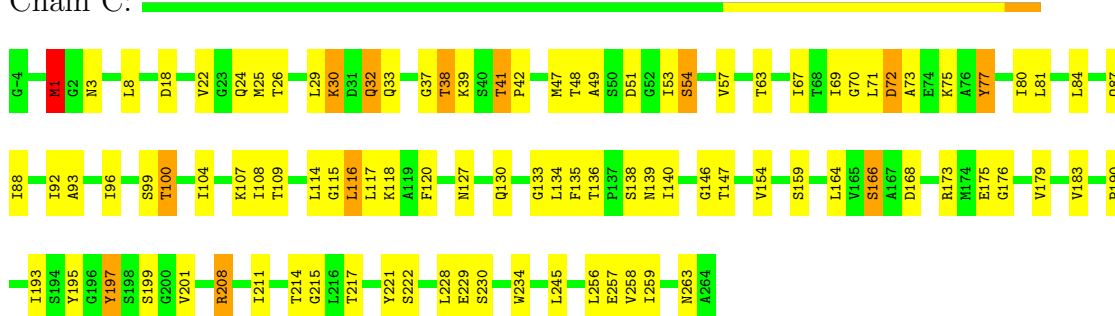 Chain C:
G-4 M1 G2 N3 L8 D18 V22 G23 Q24 M25 T26 L29 K30 D31 Q32 Q33 G37 T38 K39 S40 T41 P42 M47 T48 A49 S50 D51 G52 I53 S54 V57 T63 I67 T68 I69 G70 L71 D72 A73 E74 K75 A76 Y77 I80 L81 L84
I88 I92 A93 I96 S99 T100 I104 K107 I108 T109 L114 G115 L116 L117 K118 A119 F120 N127 Q130 G133 L134 F135 T136 P137 S138 N139 I140 G146 T147 V154 S159 L164 V165 S166 A167 D168 R173 M174 E175 G176 V179 V183
I193 S194 Y195 G196 Y197 S198 S199 G200 V201 R208 I211 T214 G215 L216 T217 Y221 S222 L228 E229 S230 W234 L245 L256 E257 V258 I259 N263 A264